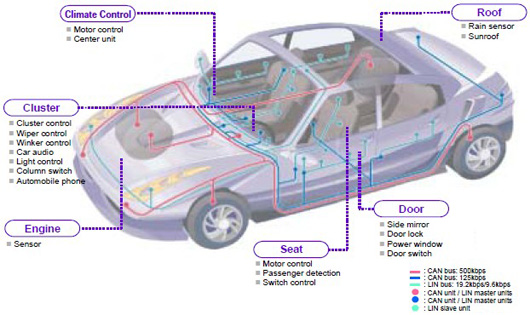 Climate Control
Motor control
Center unit
Roof
Rain sensor
Sunroof
Cluster
Cluster control
Wiper control
Winker control
Car audio
Light control
Column switch
Automobile phone
Engine
Sensor
Seat
Motor control
Passenger detection
Switch control
Door
Side mirror
Door lock
Power window
Door switch
: CAN bus: 500kbps
: CAN bus: 125kbps
: LIN bus: 19.2kbps/9.6kbps
: CAN unit / LIN master units
: CAN unit / LIN master units
: LIN slave unit